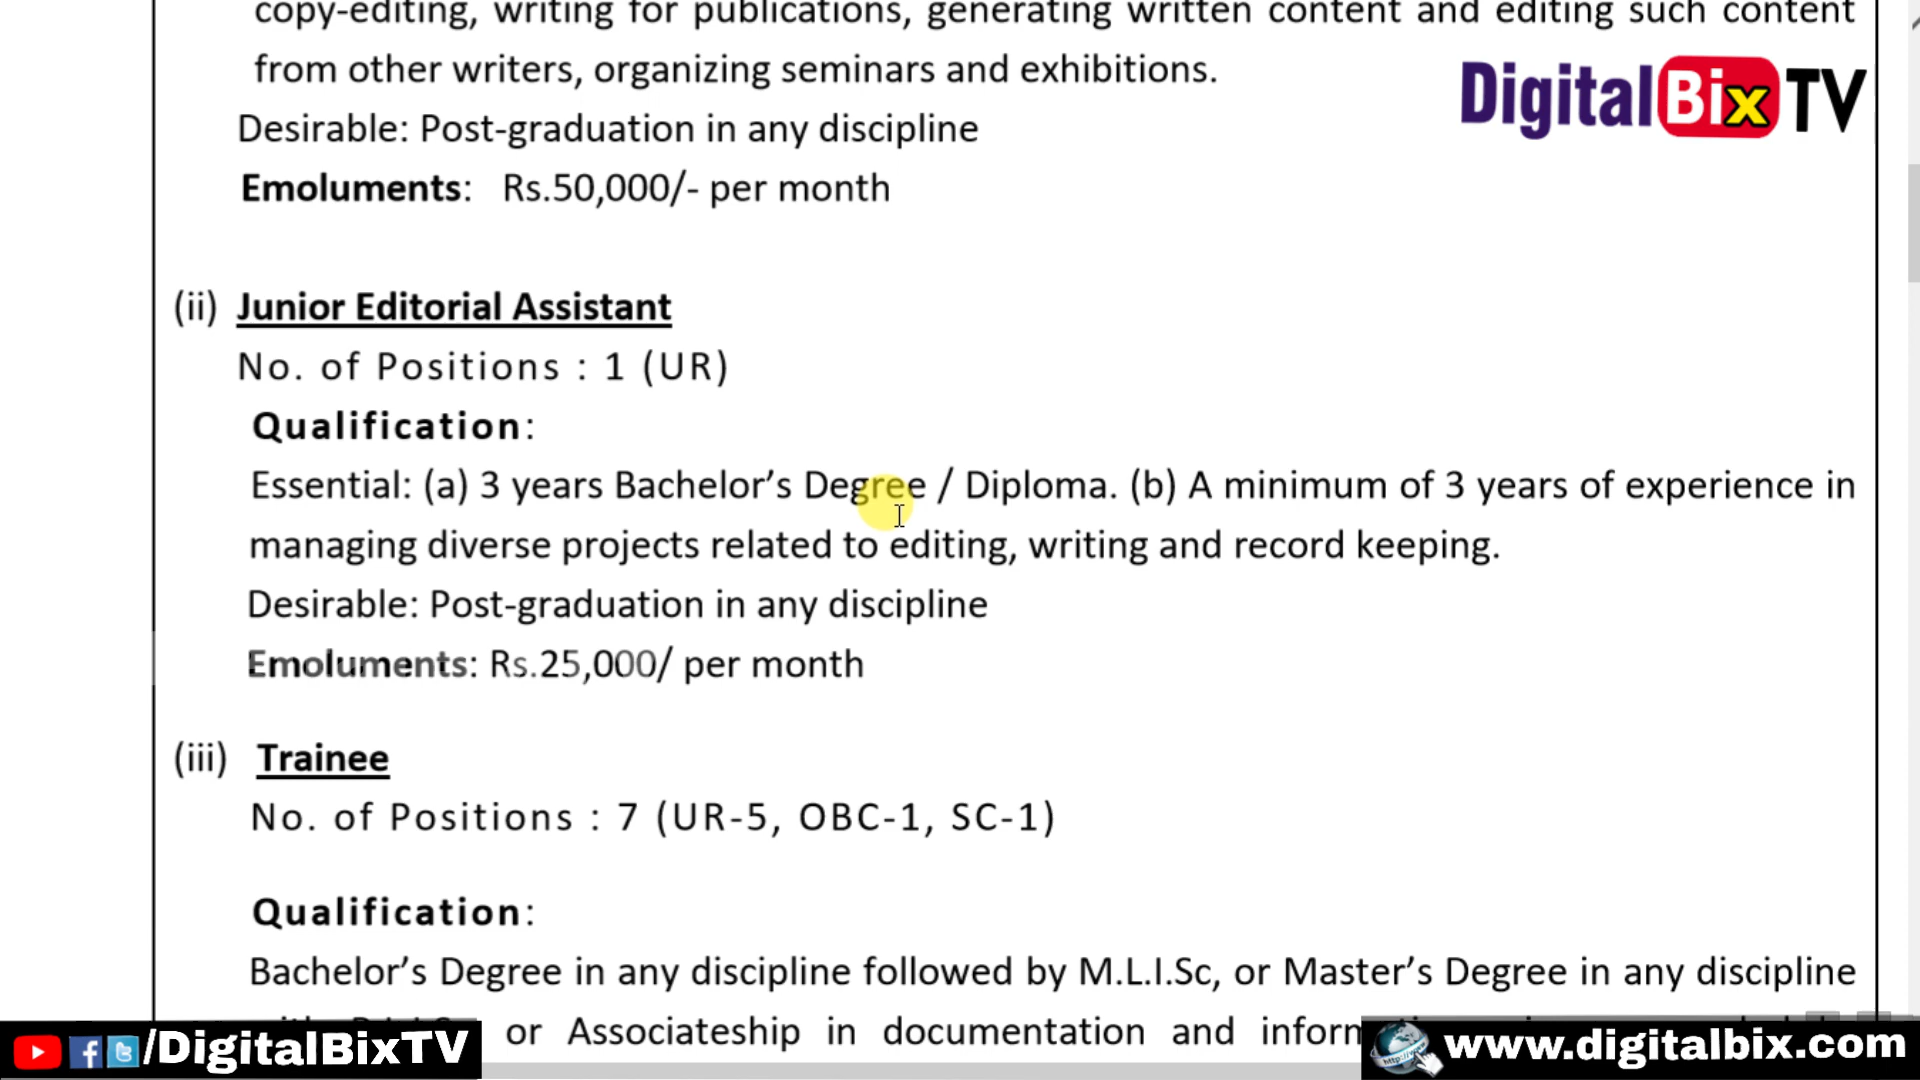 copy-editing, writing for publications, generating written content and editing such content
from other writers, organizing seminars and exhibitions.
DigitalBixTV
Desirable: Post-graduation in any discipline
Emoluments: Rs.50,000/- per month
(ii) Junior Editorial Assistant
No. of Positions : 1 (UR)
Qualification:
Essential: (a) 3 years Bachelor’s Degree / Diploma. (b) A minimum of 3 years of experience in
managing diverse projects related to editing, writing and record keeping.
Desirable: Post-graduation in any discipline
Emoluments: Rs.25,000/ per month
(iii) Trainee
No. of Positions : 7 (UR-5, OBC-1, SC-1)
Qualification:
Bachelor’s Degree in any discipline followed by M.L.I.Sc, or Master’s Degree in any discipline
or Associateship in documentation and
/DigitalBixTV
www.digitalbix.com